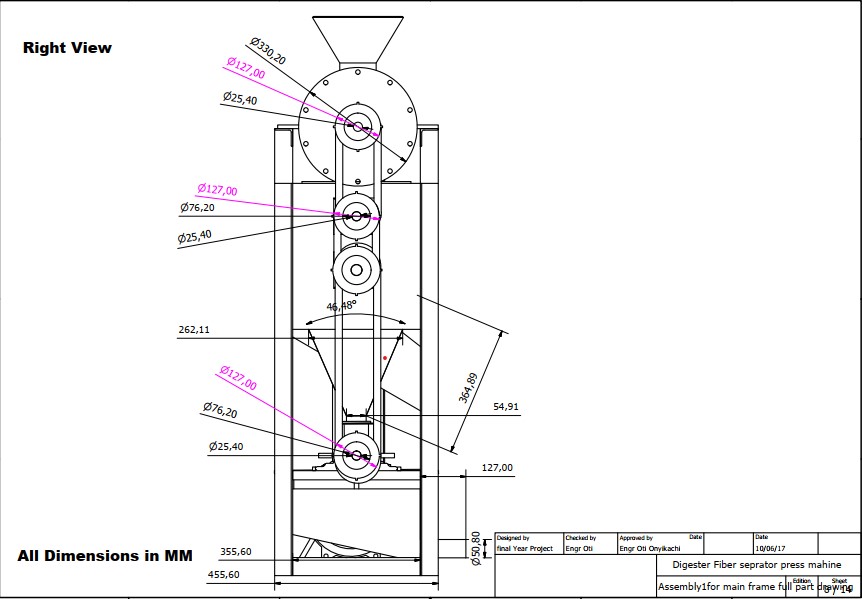 Right View
Ø330,20
Ø127,00
Ø25,40
Ø127,00
Ø76,20
Ø25,40
46,48°
262,11
364,89
Ø127,00
Ø76,20
54,91
Ø25,40
127,00
Ø50,80
All Dimensions in MM
355,60
455,60
Designed by
final Year Project
Checked by
Engr Oti
Approved by
Engr Oti Onyikachi
Date
Date
10/06/17
Digester Fiber seprator press mahine
Assembly1for main frame full part drawing
Edition
Sheet
/ 14